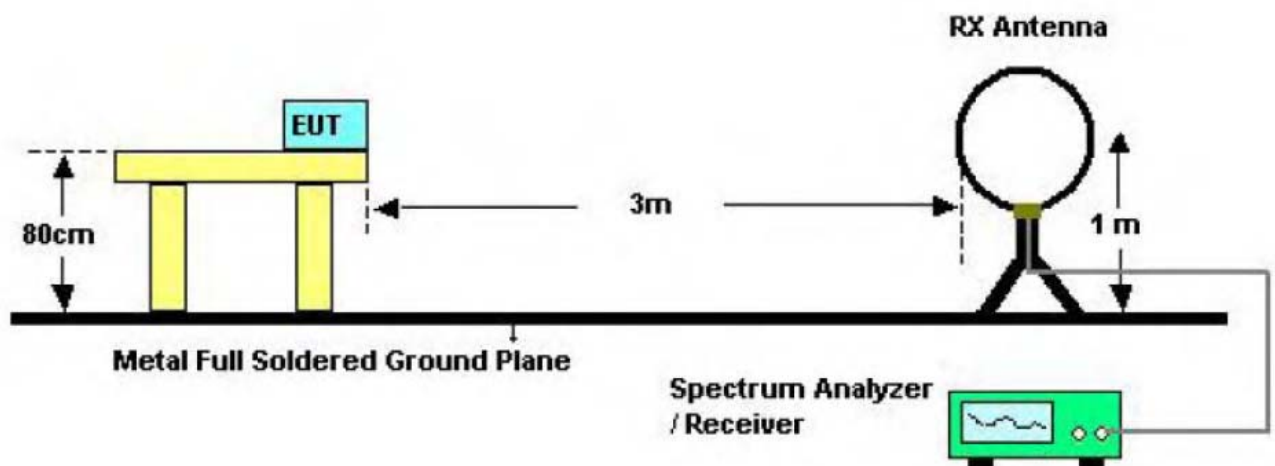 RX Antenna
EUT
3m
80cm
1 m
Metal Full Soldered Ground Plane
Spectrum Analyzer
/ Receiver